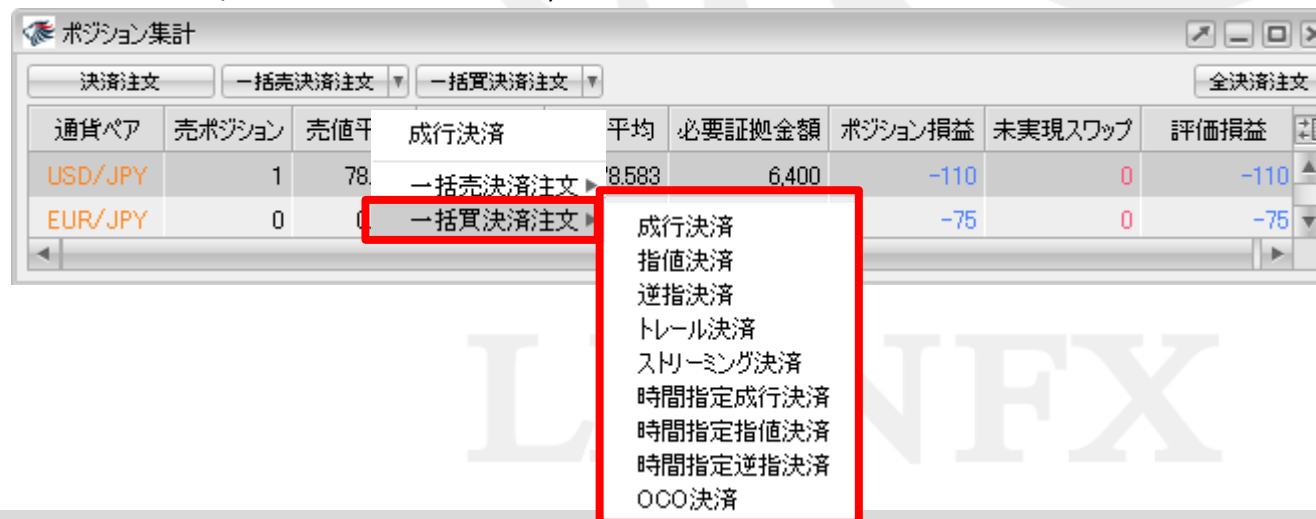 ポジション集計
決済注文 一括売決済注文 一括買決済注文 全決済注文
通貨ペア 売ポジション 売値平 平均 必要証拠金額 ポジション損益 未実現スワップ 評価損益
USD/JPY 1 78. 78.583 6,400 -110 0 -110
EUR/JPY 0 0. -75 0 -75
成行決済
一括売決済注文
一括買決済注文
成行決済
指値決済
逆指決済
トレール決済
ストリーミング決済
時間指定成行決済
時間指定指値決済
時間指定逆指決済
OCO決済